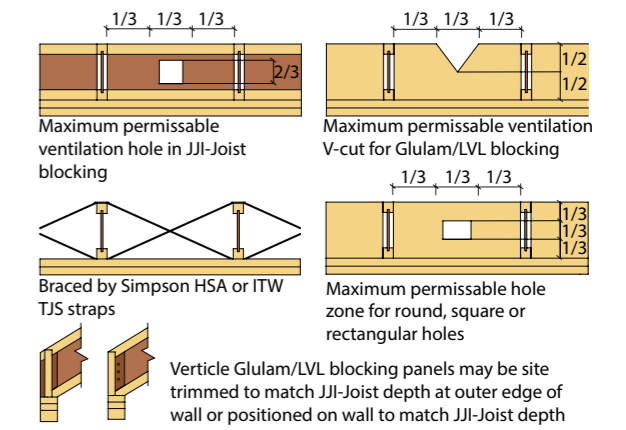 1/3 1/3 1/3
2/3
Maximum permissable
ventilation hole in JJI-Joist
blocking
1/3 1/3 1/3
1/2
1/2
Maximum permissable ventilation
V-cut for Glulam/LVL blocking
Braced by Simpson HSA or ITW
TJS straps
1/3 1/3 1/3
1/3
1/3
1/3
Maximum permissable hole
zone for round, square or
rectangular holes
Verticle Glulam/LVL blocking panels may be site
trimmed to match JJI-Joist depth at outer edge of
wall or positioned on wall to match JJI-Joist depth